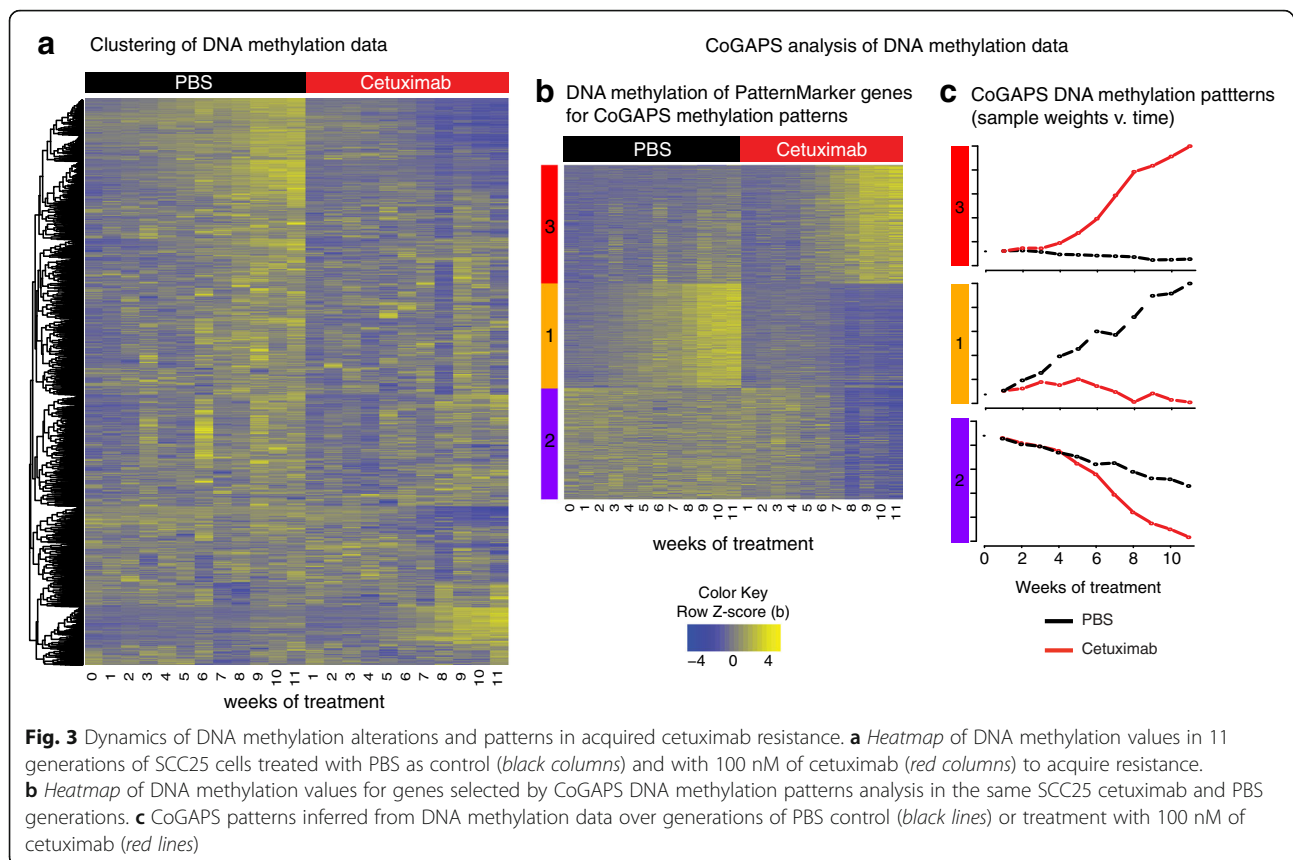 a Clustering of DNA methylation data
CoGAPS analysis of DNA methylation data
PBS Cetuximab
0 1 2 3 4 5 6 7 8 9 10 11 1 2 3 4 5 6 7 8 9 10 11
weeks of treatment
b DNA methylation of PatternMarker genes
for CoGAPS methylation patterns
PBS Cetuximab
3
1
2
0 1 2 3 4 5 6 7 8 9 10 11 1 2 3 4 5 6 7 8 9 10 11
weeks of treatment
Color Key
Row Z-score (b)
−4 0 4
c CoGAPS DNA methylation patttterns
(sample weights v. time)
3
1
2
0 2 4 6 8 10
Weeks of treatment
PBS
Cetuximab
Fig. 3 Dynamics of DNA methylation alterations and patterns in acquired cetuximab resistance. a Heatmap of DNA methylation values in 11
generations of SCC25 cells treated with PBS as control (black columns) and with 100 nM of cetuximab (red columns) to acquire resistance.
b Heatmap of DNA methylation values for genes selected by CoGAPS DNA methylation patterns analysis in the same SCC25 cetuximab and PBS
generations. c CoGAPS patterns inferred from DNA methylation data over generations of PBS control (black lines) or treatment with 100 nM of
cetuximab (red lines)